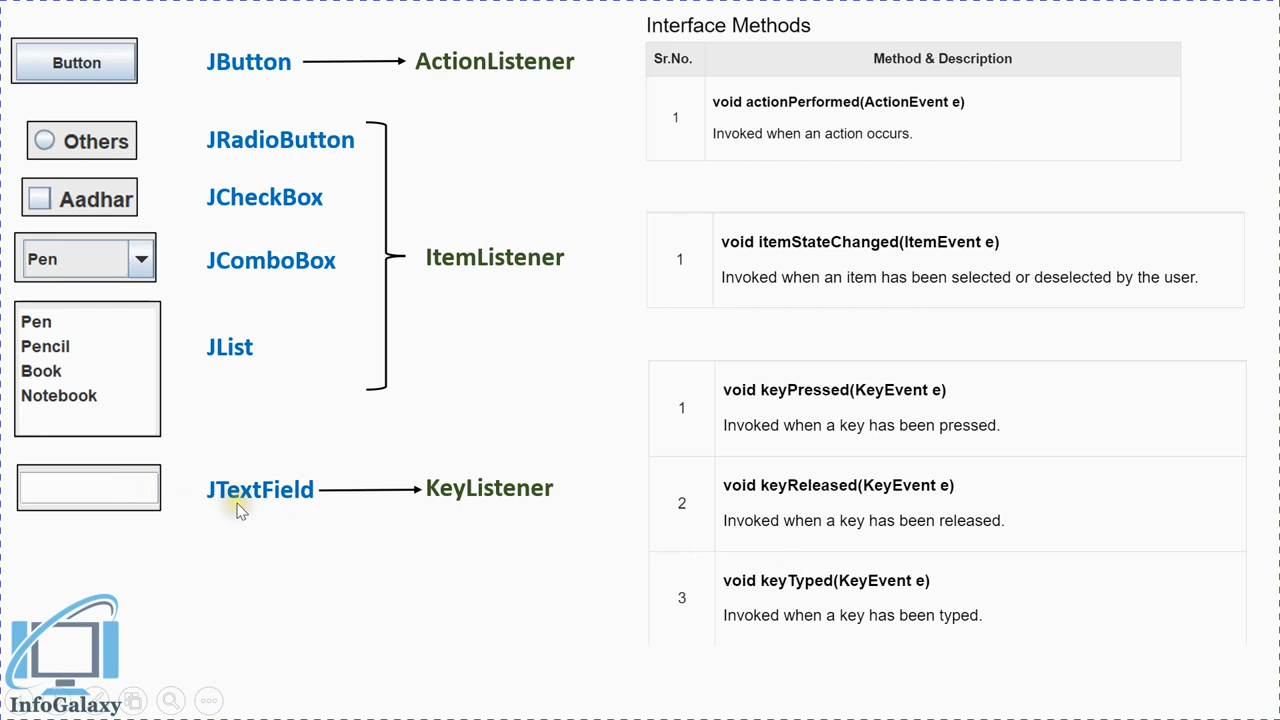 Button
JButton
ActionListener
Others
JRadioButton
Aadhar
JCheckBox
Pen
JComboBox
ItemListener
Pen
Pencil
Book
Notebook
JList
JTextField
KeyListener
Interface Methods
Sr.No.
Method & Description
1
void actionPerformed(ActionEvent e)
Invoked when an action occurs.
1
void itemStateChanged(ItemEvent e)
Invoked when an item has been selected or deselected by the user.
1
void keyPressed(KeyEvent e)
Invoked when a key has been pressed.
2
void keyReleased(KeyEvent e)
Invoked when a key has been released.
3
void keyTyped(KeyEvent e)
Invoked when a key has been typed.
InfoGalaxy